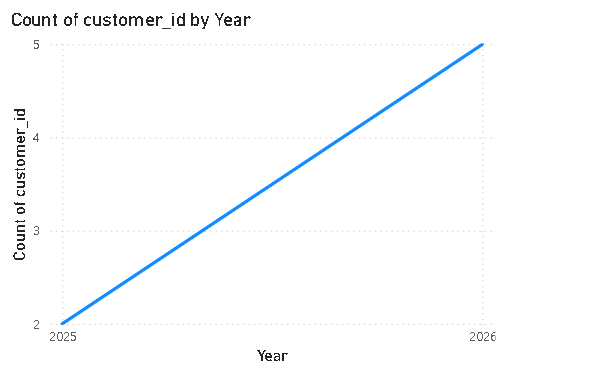 Count of customer_id by Year
5
4
3
2
Count of customer_id
2025
2026
Year